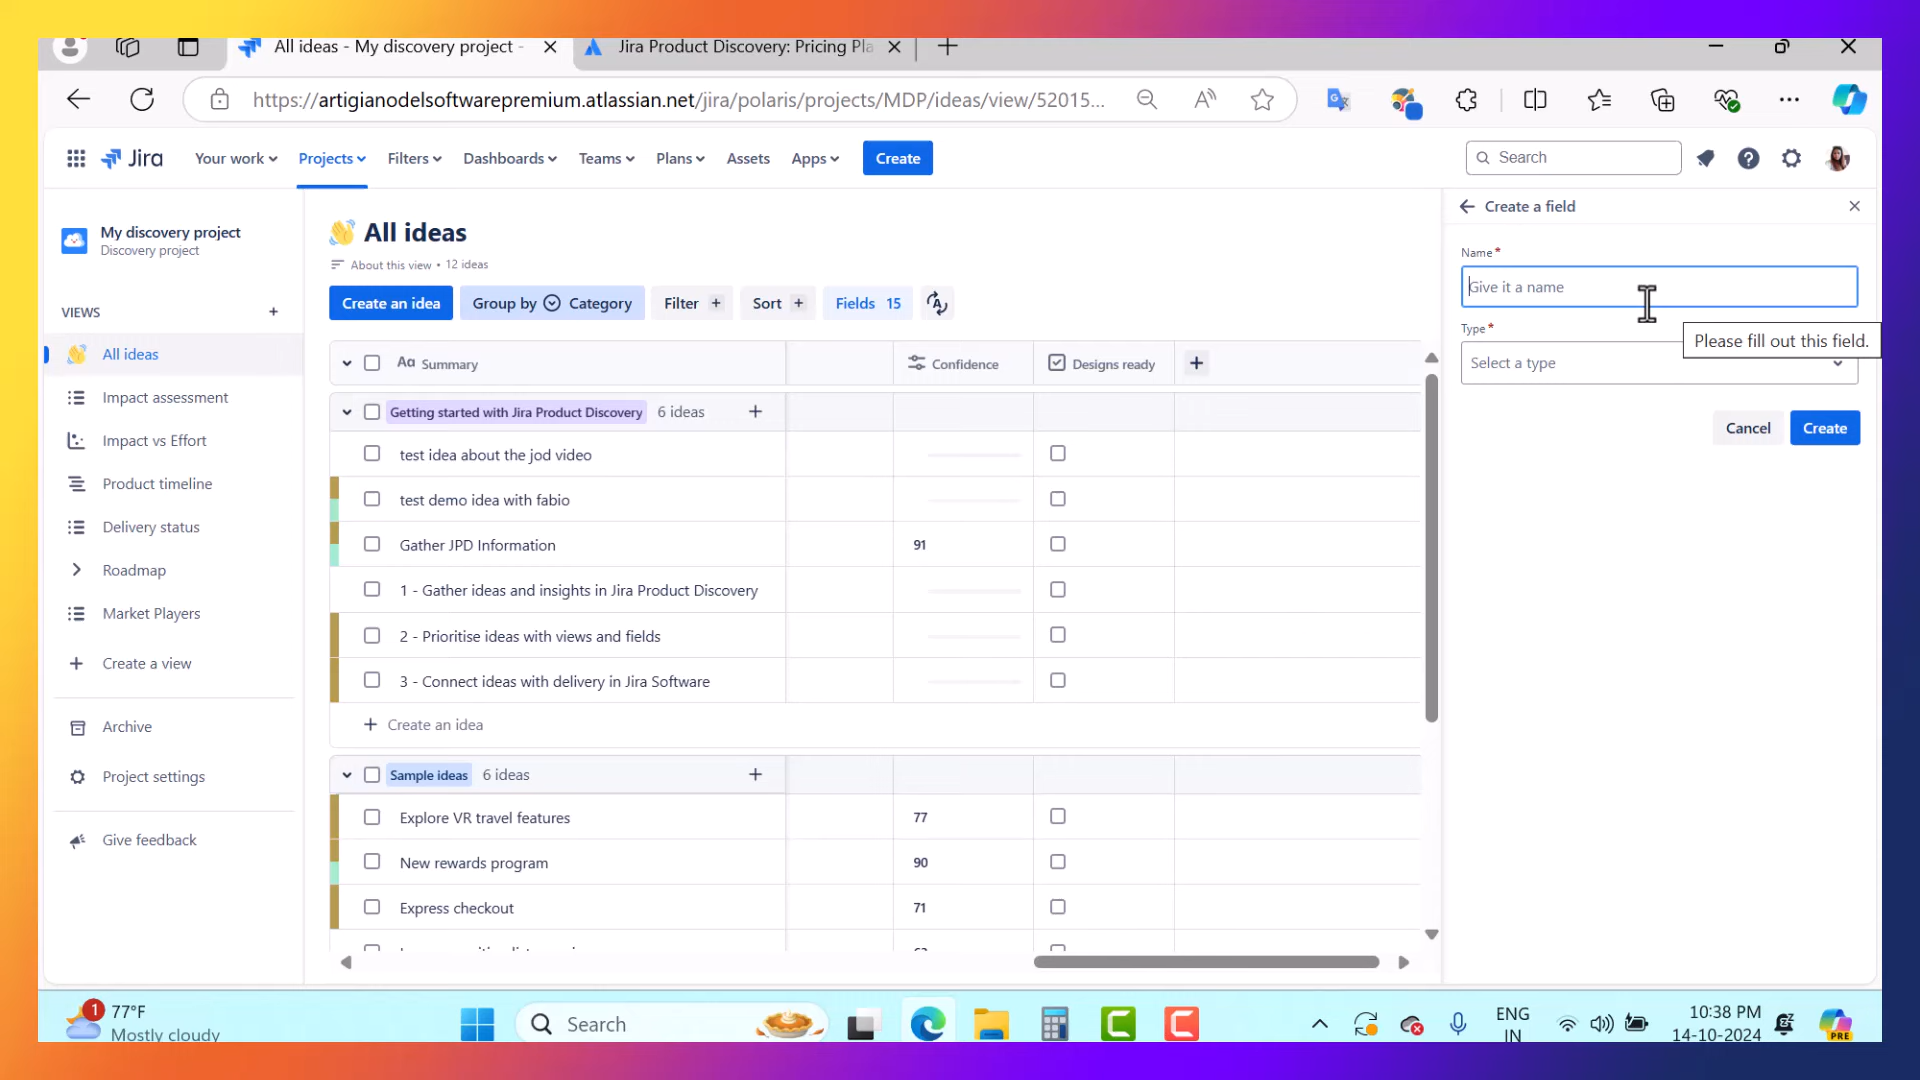 All ideas - My discovery project -
Jira Product Discovery: Pricing Pla
https://artigianodelsoftwarepremium.atlassian.net/jira/polaris/projects/MDP/ideas/view/52015...
Jira
Your work
Projects
Filters
Dashboards
Teams
Plans
Assets
Apps
Create
Search
My discovery project
Discovery project
VIEWS
All ideas
Impact assessment
Impact vs Effort
Product timeline
Delivery status
Roadmap
Market Players
Create a view
Archive
Project settings
Give feedback
All ideas
About this view • 12 ideas
Create an idea
Group by Category
Filter
Sort
Fields 15
Aa Summary
Confidence
Designs ready
Getting started with Jira Product Discovery 6 ideas
test idea about the jod video
test demo idea with fabio
Gather JPD Information 91
1 - Gather ideas and insights in Jira Product Discovery
2 - Prioritise ideas with views and fields
3 - Connect ideas with delivery in Jira Software
Create an idea
Sample ideas 6 ideas
Explore VR travel features 77
New rewards program 90
Express checkout 71
Create a field
Name *
Give it a name
Type *
Please fill out this field.
Select a type
Cancel
Create
1
77°F
Mostly cloudy
Search
ENG
IN
10:38 PM
14-10-2024
PRE